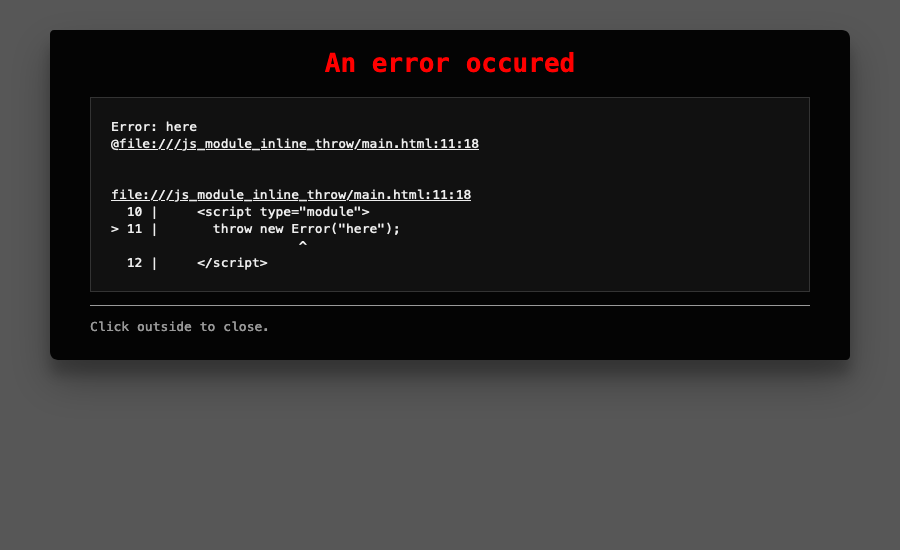 An error occured
Error: here
@file:///js_module_inline_throw/main.html:11:18
file:///js_module_inline_throw/main.html:11:18
  10 |     <script type="module">
> 11 |       throw new Error("here");
                        ^
  12 |     </script>
Click outside to close.